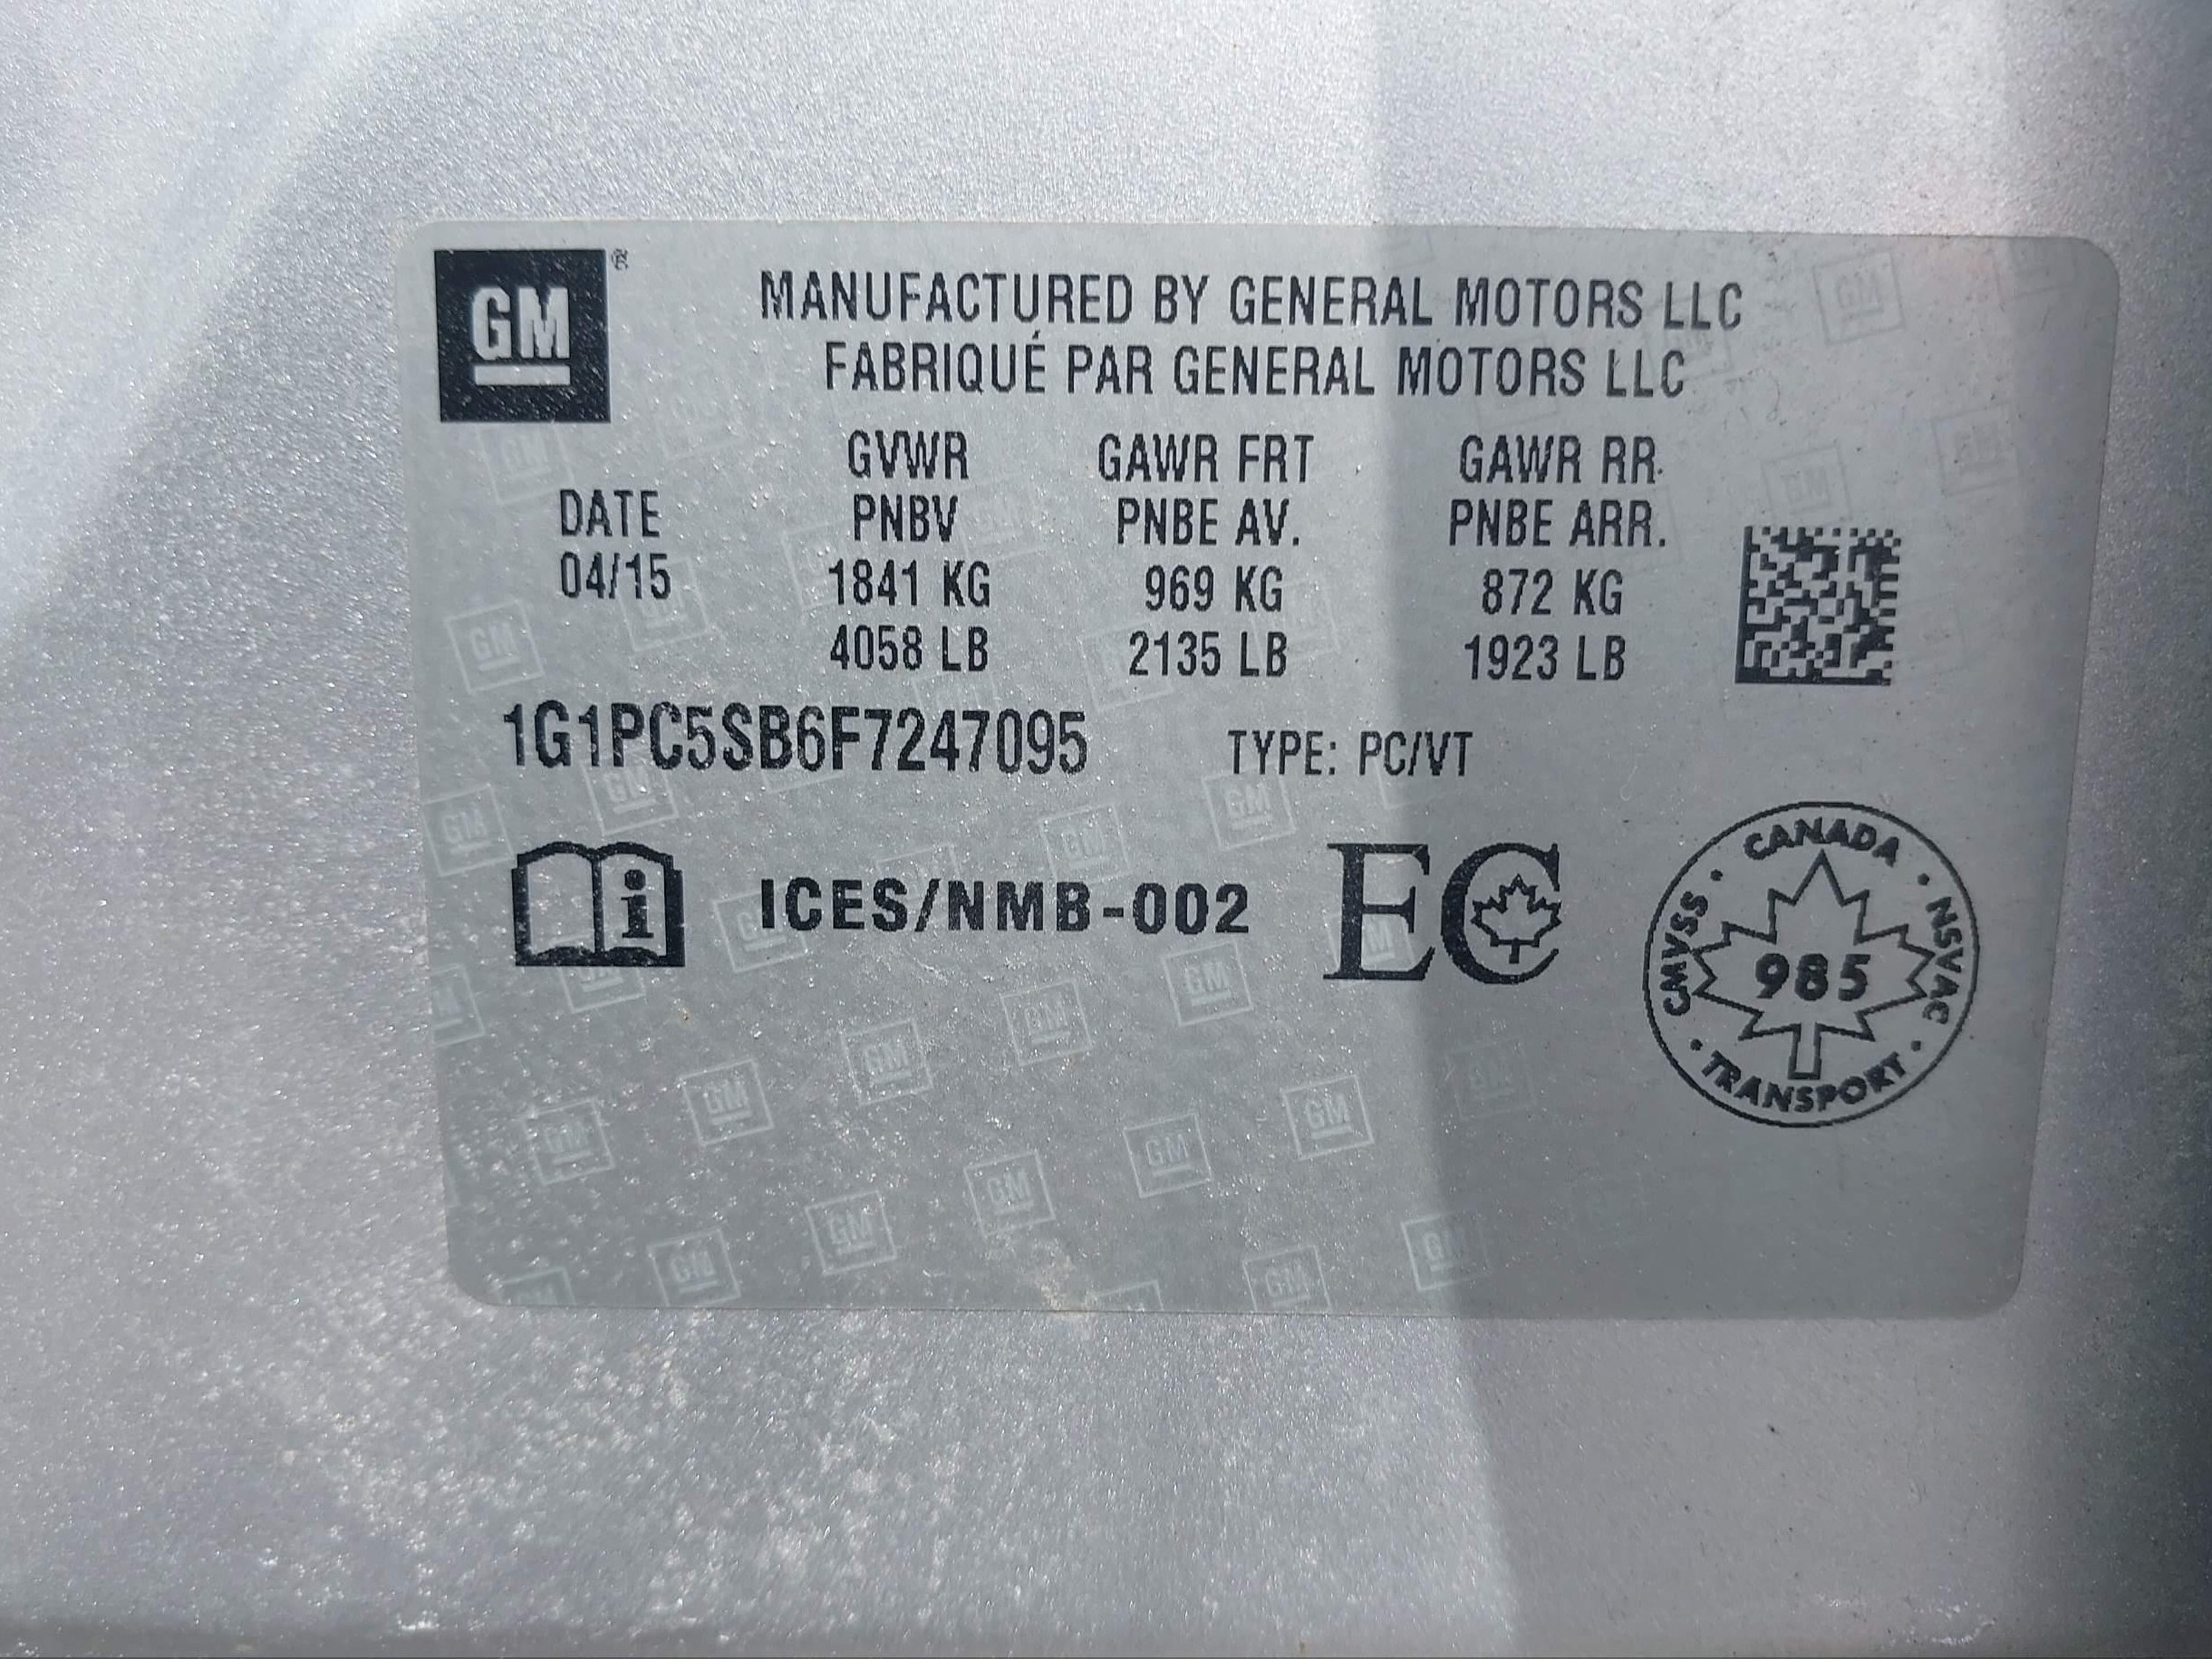 GM ®
MANUFACTURED BY GENERAL MOTORS LLC
FABRIQUÉ PAR GENERAL MOTORS LLC
GVWR GAWR FRT GAWR RR
DATE PNBV PNBE AV. PNBE ARR.
04/15 1841 KG 969 KG 872 KG
4058 LB 2135 LB 1923 LB
1G1PC5SB6F7247095 TYPE: PC/VT
i ICES/NMB-002 EC
CANADA
CMVSS
NSVAC
985
TRANSPORT